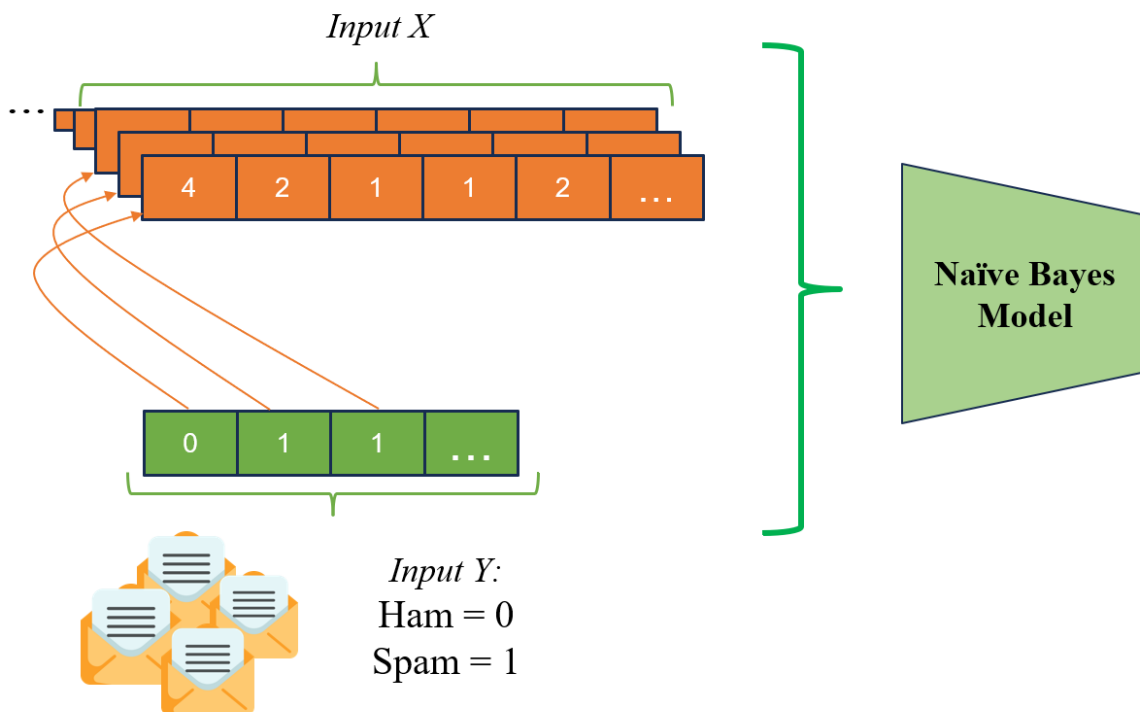 Input X
...
4 2 1 1 2 ...
Naïve Bayes
Model
0 1 1 ...
Input Y:
Ham = 0
Spam = 1